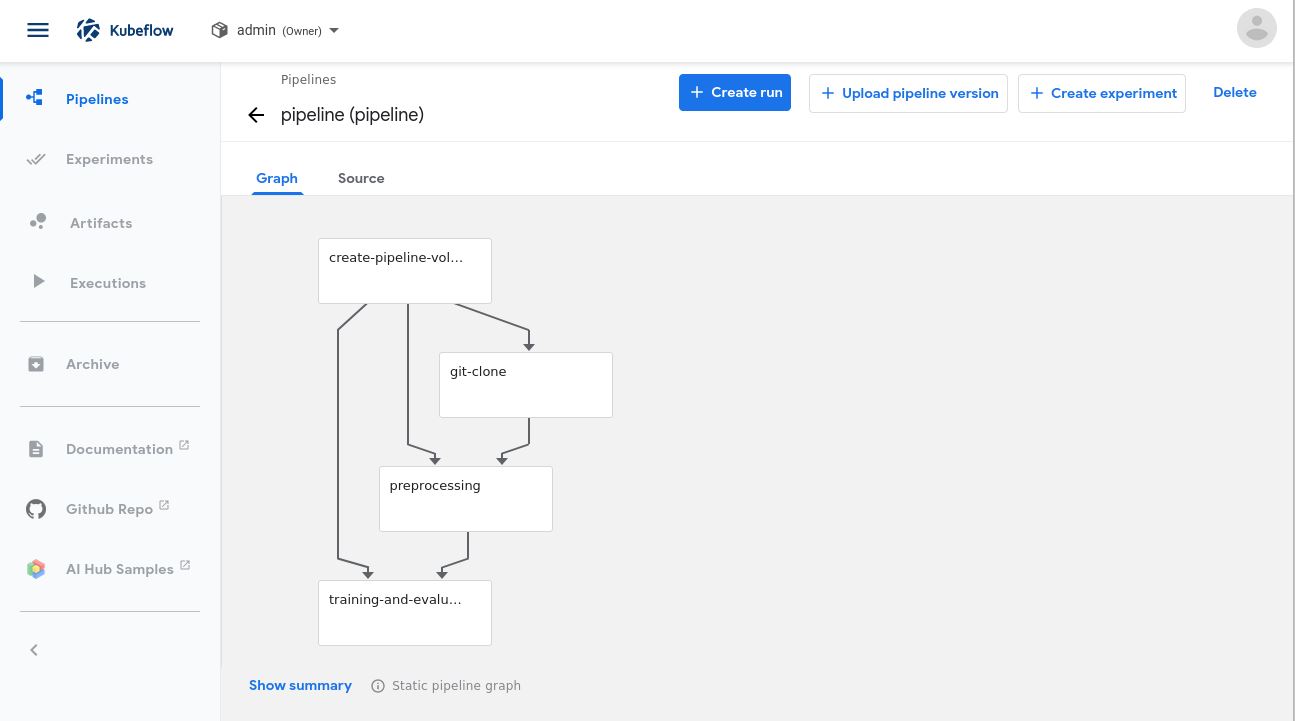 Kubeflow
admin (Owner)
Pipelines
Experiments
Artifacts
Executions
Archive
Documentation
Github Repo
AI Hub Samples
Pipelines
pipeline (pipeline)
+ Create run
+ Upload pipeline version
+ Create experiment
Delete
Graph
Source
create-pipeline-vol...
git-clone
preprocessing
training-and-evalu...
Show summary
Static pipeline graph